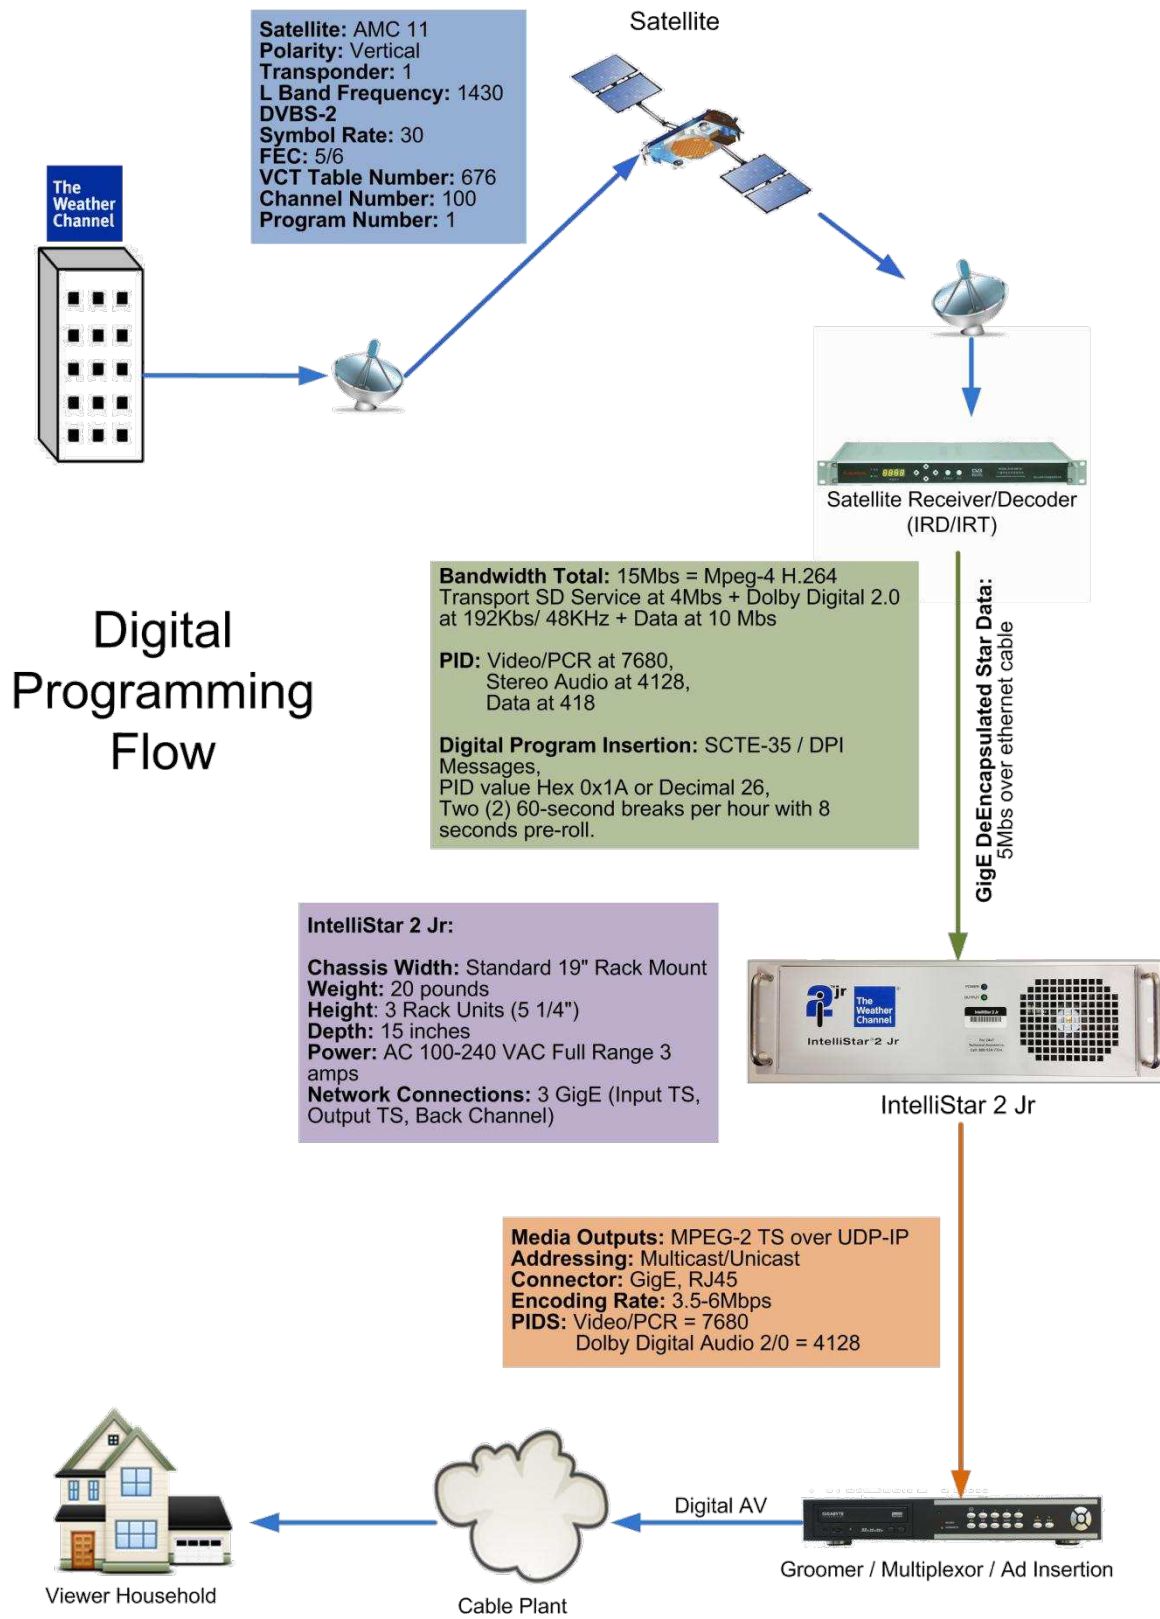 Satellite: AMC 11
Polarity: Vertical
Transponder: 1
L Band Frequency: 1430
DVBS-2
Symbol Rate: 30
FEC: 5/6
VCT Table Number: 676
Channel Number: 100
Program Number: 1
Satellite
The
Weather
Channel
Satellite Receiver/Decoder
(IRD/IRT)
Digital
Programming
Flow
Bandwidth Total: 15Mbs = Mpeg-4 H.264
Transport SD Service at 4Mbs + Dolby Digital 2.0
at 192Kbs/ 48KHz + Data at 10 Mbs
PID: Video/PCR at 7680,
Stereo Audio at 4128,
Data at 418
Digital Program Insertion: SCTE-35 / DPI
Messages,
PID value Hex 0x1A or Decimal 26,
Two (2) 60-second breaks per hour with 8
seconds pre-roll.
GigE DeEncapsulated Star Data:
5Mbs over ethernet cable
IntelliStar 2 Jr:
Chassis Width: Standard 19" Rack Mount
Weight: 20 pounds
Height: 3 Rack Units (5 1/4")
Depth: 15 inches
Power: AC 100-240 VAC Full Range 3
amps
Network Connections: 3 GigE (Input TS,
Output TS, Back Channel)
2 jr
The
Weather
Channel
IntelliStar 2 Jr
POWER
OUTPUT
IntelliStar 2 Jr
IntelliStar 2 Jr
Media Outputs: MPEG-2 TS over UDP-IP
Addressing: Multicast/Unicast
Connector: GigE, RJ45
Encoding Rate: 3.5-6Mbps
PIDS: Video/PCR = 7680
Dolby Digital Audio 2/0 = 4128
Digital AV
Groomer / Multiplexor / Ad Insertion
Viewer Household
Cable Plant